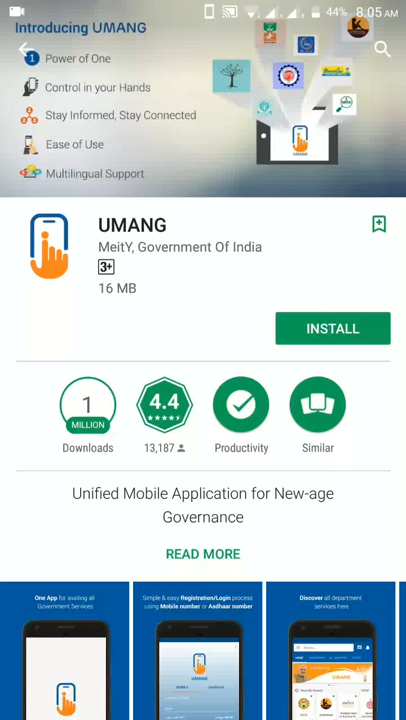 44% 8:05 AM
Introducing UMANG
1 Power of One
Control in your Hands
Stay Informed, Stay Connected
Ease of Use
Multilingual Support
UMANG
UMANG
MeitY, Government Of India
3+
16 MB
INSTALL
1
MILLION
4.4
Downloads
13,187
Productivity
Similar
Unified Mobile Application for New-age
Governance
READ MORE
One App for availing all
Government Services
Simple & easy Registration/Login process
using Mobile number or Aadhaar number
Discover all department
services here.
UMANG
MOBILE
UMANG